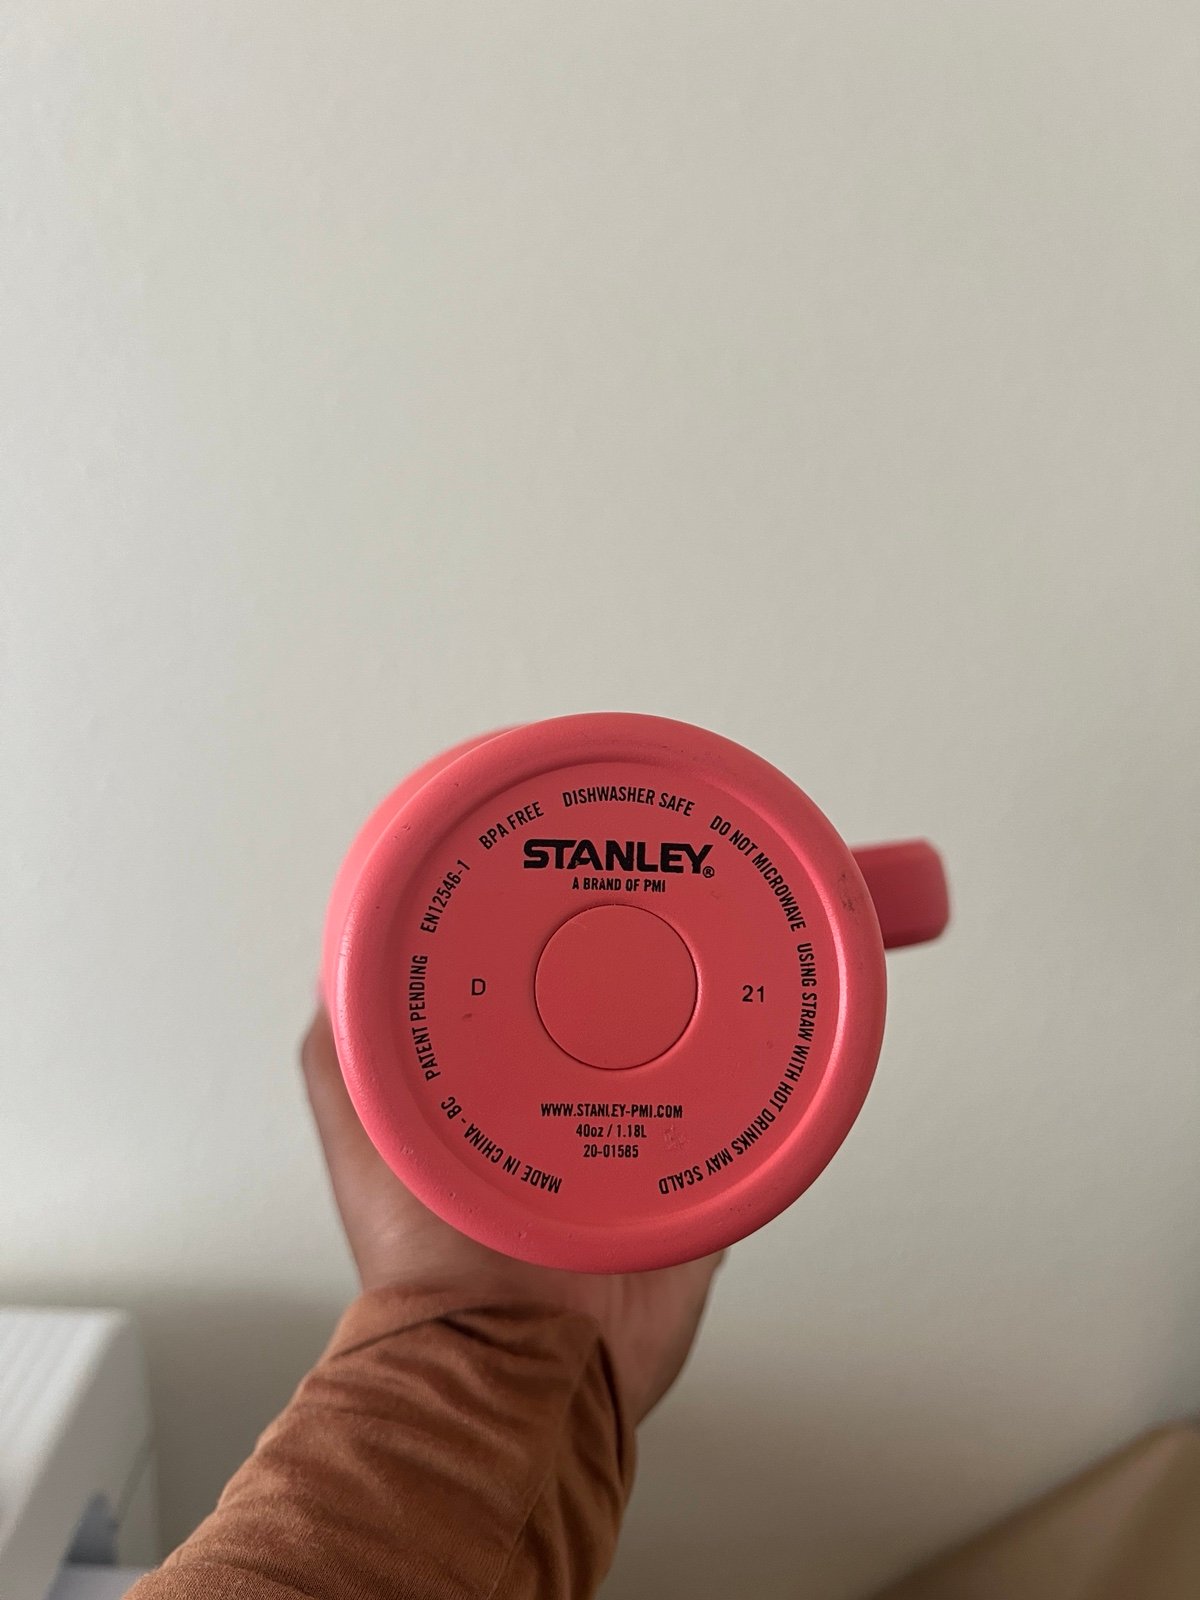 DISHWASHER SAFE
DO NOT MICROWAVE
USING STRAW WITH HOT DRINKS MAY SCALD
MADE IN CHINA - BC
PATENT PENDING
EN12546-1
BPA FREE
STANLEY®
A BRAND OF PMI
D
21
WWW.STANLEY-PMI.COM
40oz / 1.18L
20-01585